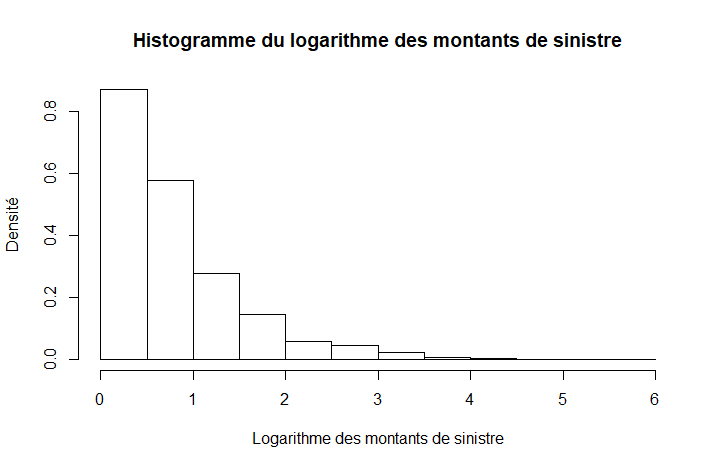 Histogramme du logarithme des montants de sinistre
Densité
0.8
0.6
0.4
0.2
0.0
0 1 2 3 4 5 6
Logarithme des montants de sinistre